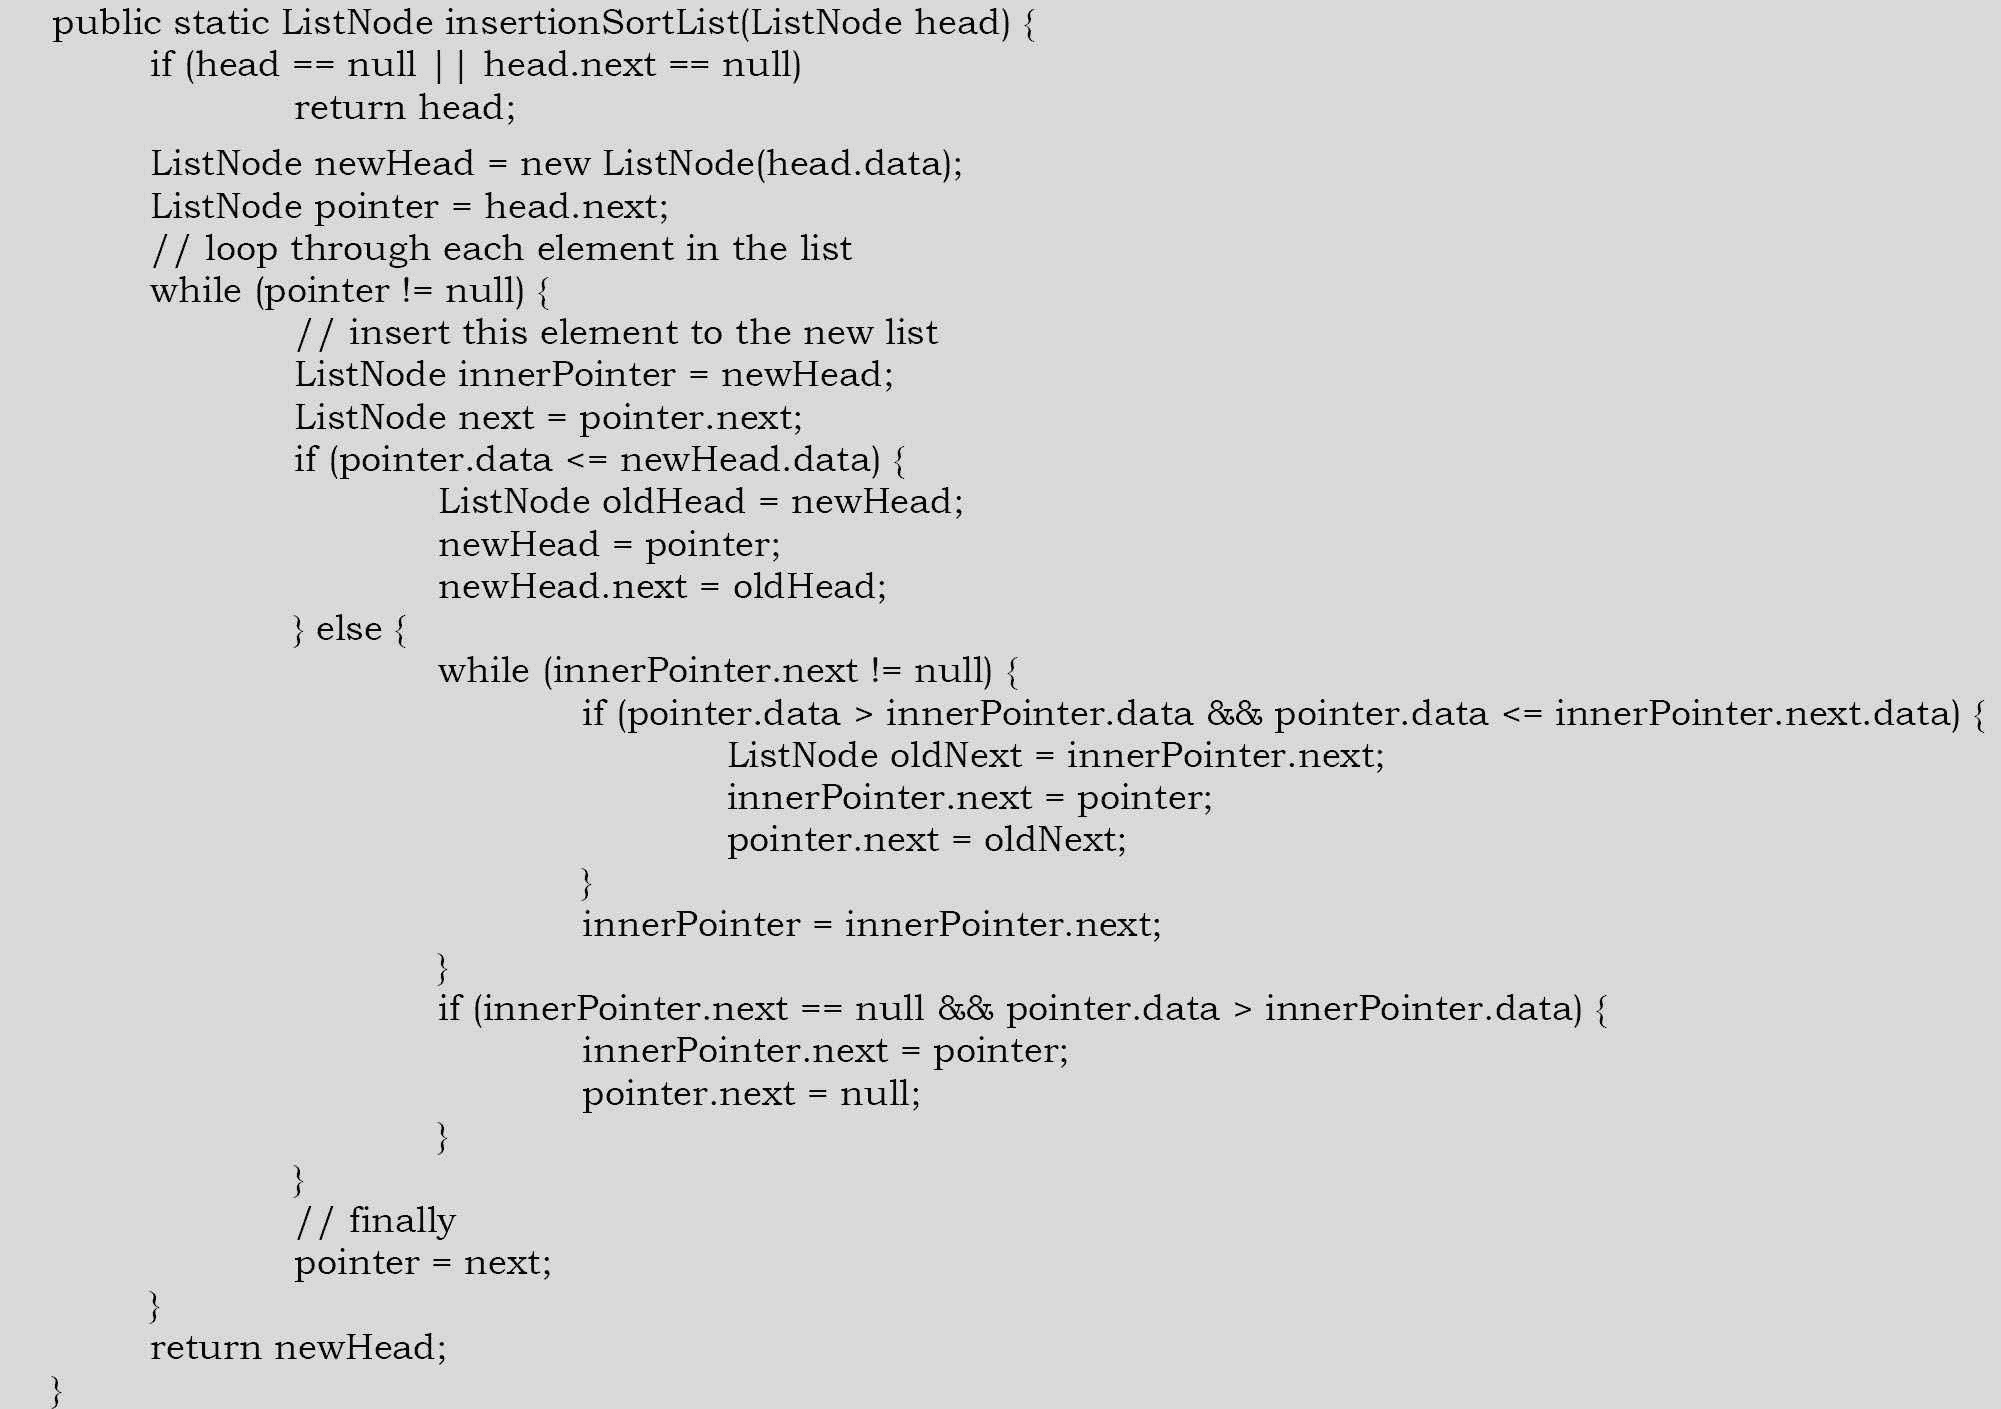 public static ListNode insertionSortList(ListNode head) {
if (head == null || head.next == null)
return head;
ListNode newHead = new ListNode(head.data);
ListNode pointer = head.next;
// loop through each element in the list
while (pointer != null) {
// insert this element to the new list
ListNode innerPointer = newHead;
ListNode next = pointer.next;
if (pointer.data <= newHead.data) {
ListNode oldHead = newHead;
newHead = pointer;
newHead.next = oldHead;
} else {
while (innerPointer.next != null) {
if (pointer.data > innerPointer.data && pointer.data <= innerPointer.next.data) {
ListNode oldNext = innerPointer.next;
innerPointer.next = pointer;
pointer.next = oldNext;
}
innerPointer = innerPointer.next;
}
if (innerPointer.next == null && pointer.data > innerPointer.data) {
innerPointer.next = pointer;
pointer.next = null;
}
}
// finally
pointer = next;
}
return newHead;
}